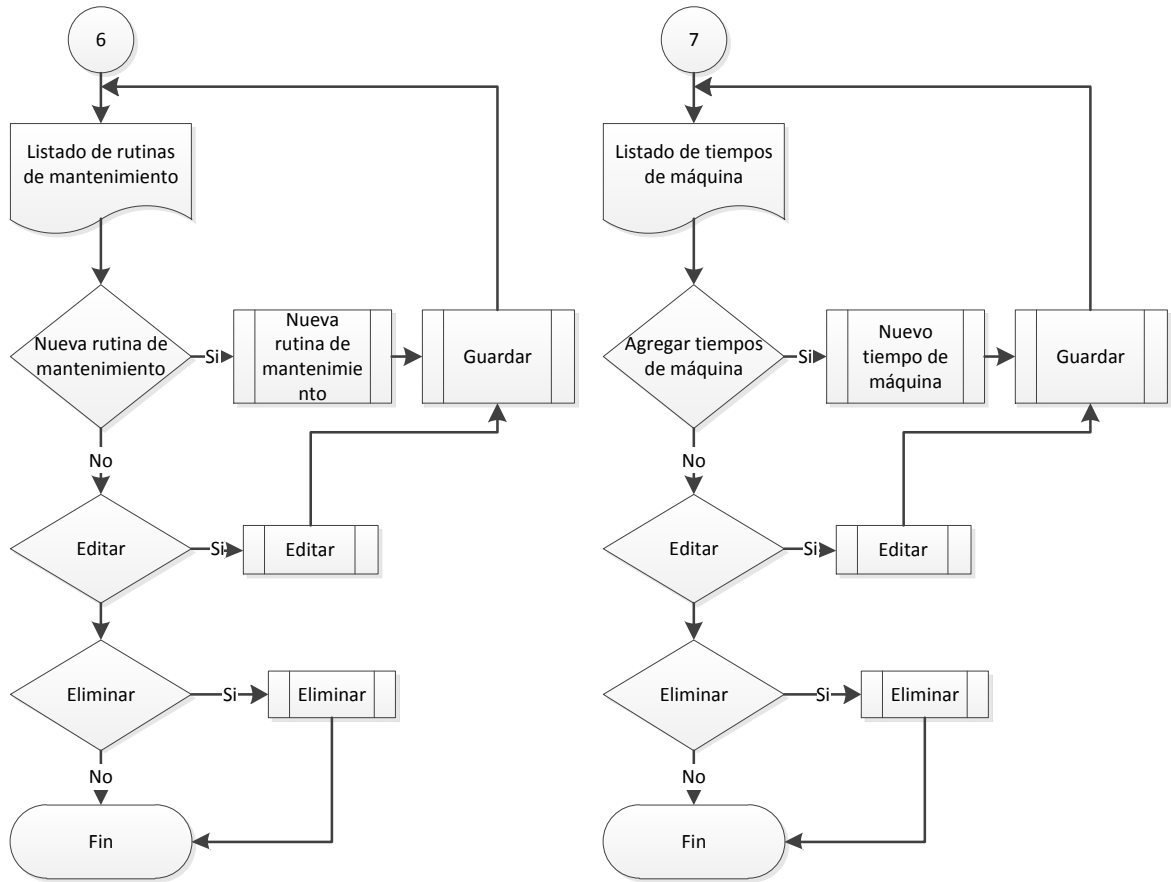 6
Listado de rutinas
de mantenimiento
Nueva rutina de
mantenimiento
Si
Nueva
rutina de
mantenimie
nto
Guardar
No
Editar
Si
Editar
Eliminar
Si
Eliminar
No
Fin
7
Listado de tiempos
de máquina
Agregar tiempos
de máquina
Si
Nuevo
tiempo de
máquina
Guardar
No
Editar
Si
Editar
Eliminar
Si
Eliminar
No
Fin